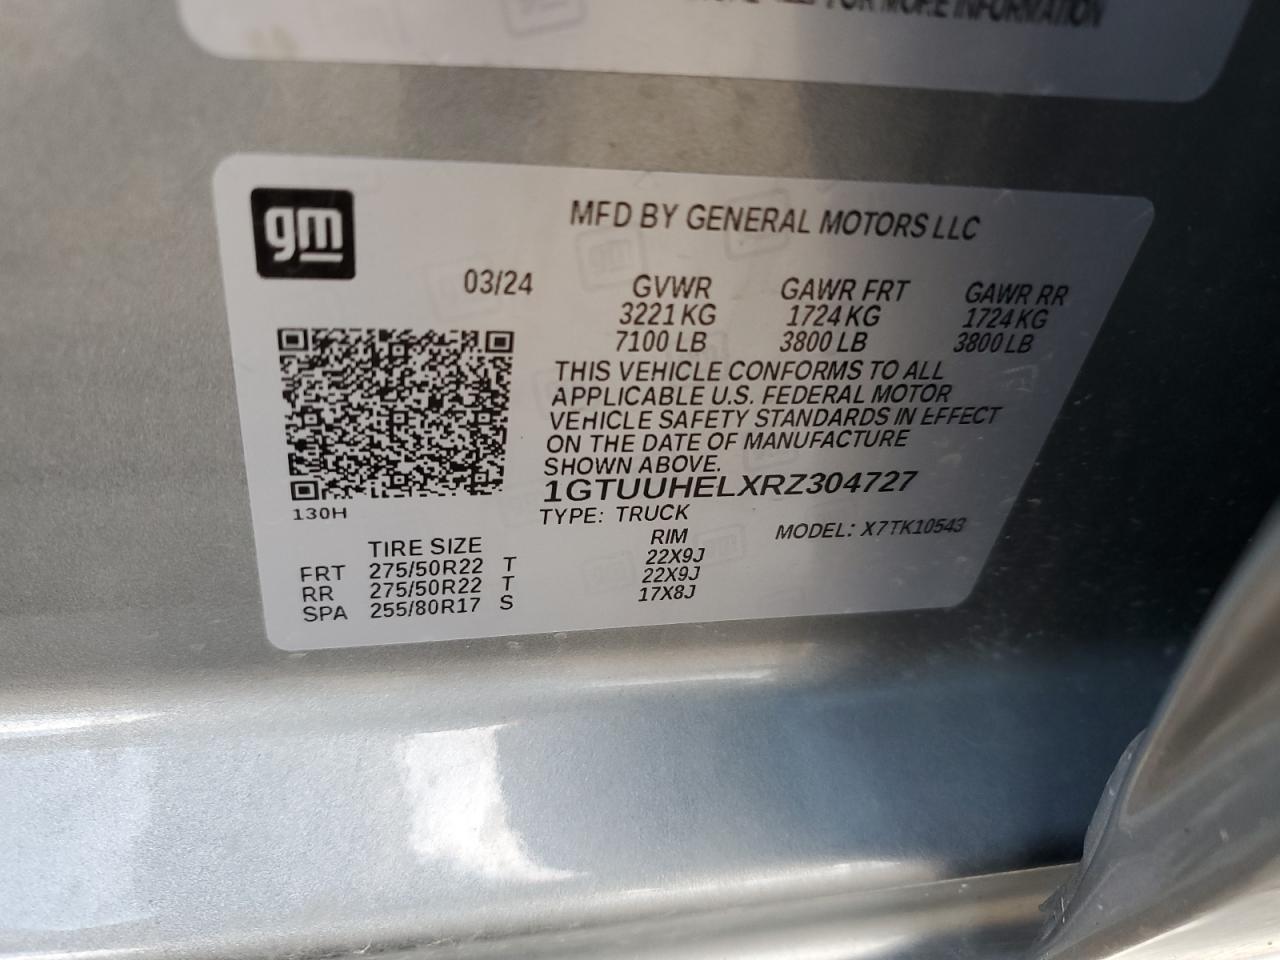 FOR MORE INFORMATION
gm
MFD BY GENERAL MOTORS LLC
03/24
GVWR GAWR FRT GAWR RR
3221 KG 1724 KG 1724 KG
7100 LB 3800 LB 3800 LB
THIS VEHICLE CONFORMS TO ALL
APPLICABLE U.S. FEDERAL MOTOR
VEHICLE SAFETY STANDARDS IN EFFECT
ON THE DATE OF MANUFACTURE
SHOWN ABOVE.
1GTUUHELXRZ304727
130H
TYPE: TRUCK MODEL: X7TK10543
TIRE SIZE RIM
FRT 275/50R22 T 22X9J
RR 275/50R22 T 22X9J
SPA 255/80R17 S 17X8J